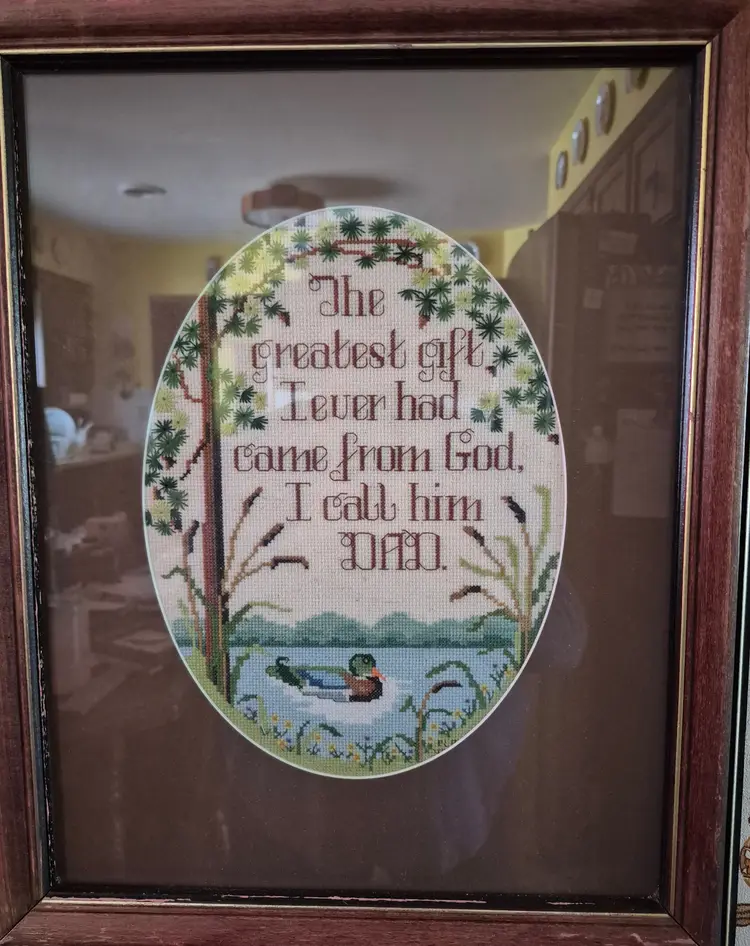 The
greatest gift
I ever had
came from God,
I call him
DAD.